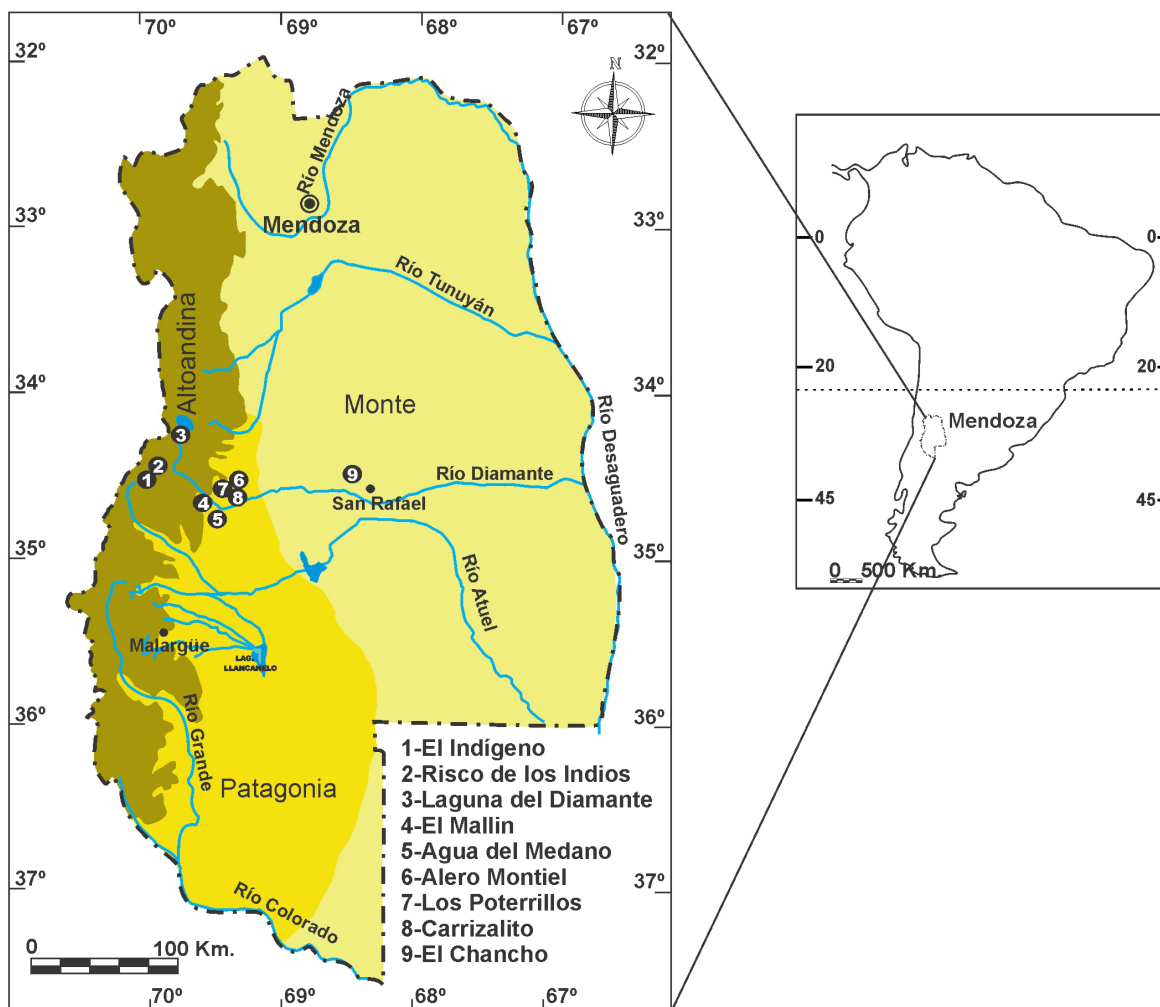 70º 69º 68º 67º
32º 32º
N
Río Mendoza
Mendoza
33º 33º
Río Tunuyán
Altoandina
34º 34º
Monte
Río Desaguadero
3
2
1
9
6
7
8
4
5
Río Diamante
San Rafael
35º 35º
Río Atuel
Malargüe
LAG.
LLANCANELO
36º 36º
Río Grande
Patagonia
1-El Indígeno
2-Risco de los Indios
3-Laguna del Diamante
4-El Mallin
5-Agua del Medano
6-Alero Montiel
7-Los Poterrillos
8-Carrizalito
9-El Chancho
37º 37º
Río Colorado
0 100 Km.
70º 69º 68º 67º
0 0
20 20
Mendoza
45 45
0 500 Km.